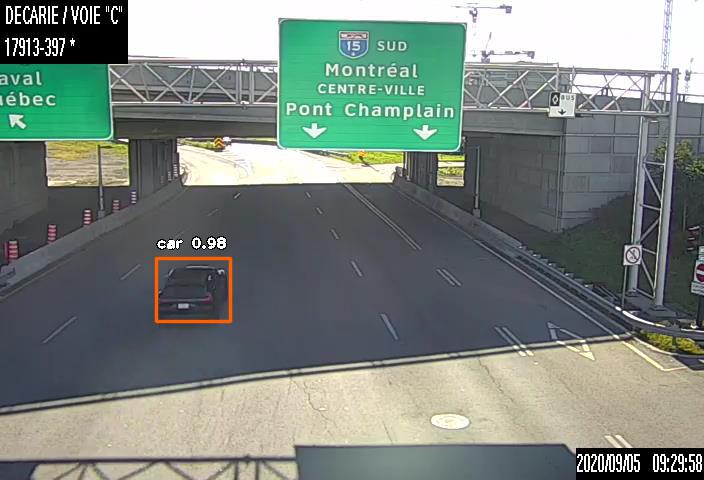 DECARIE / VOIE "C"
17913-397 *
aval
uébec
15 SUD
Montréal
CENTRE-VILLE
Pont Champlain
BUS
car 0.98
2020/09/05 09:29:58